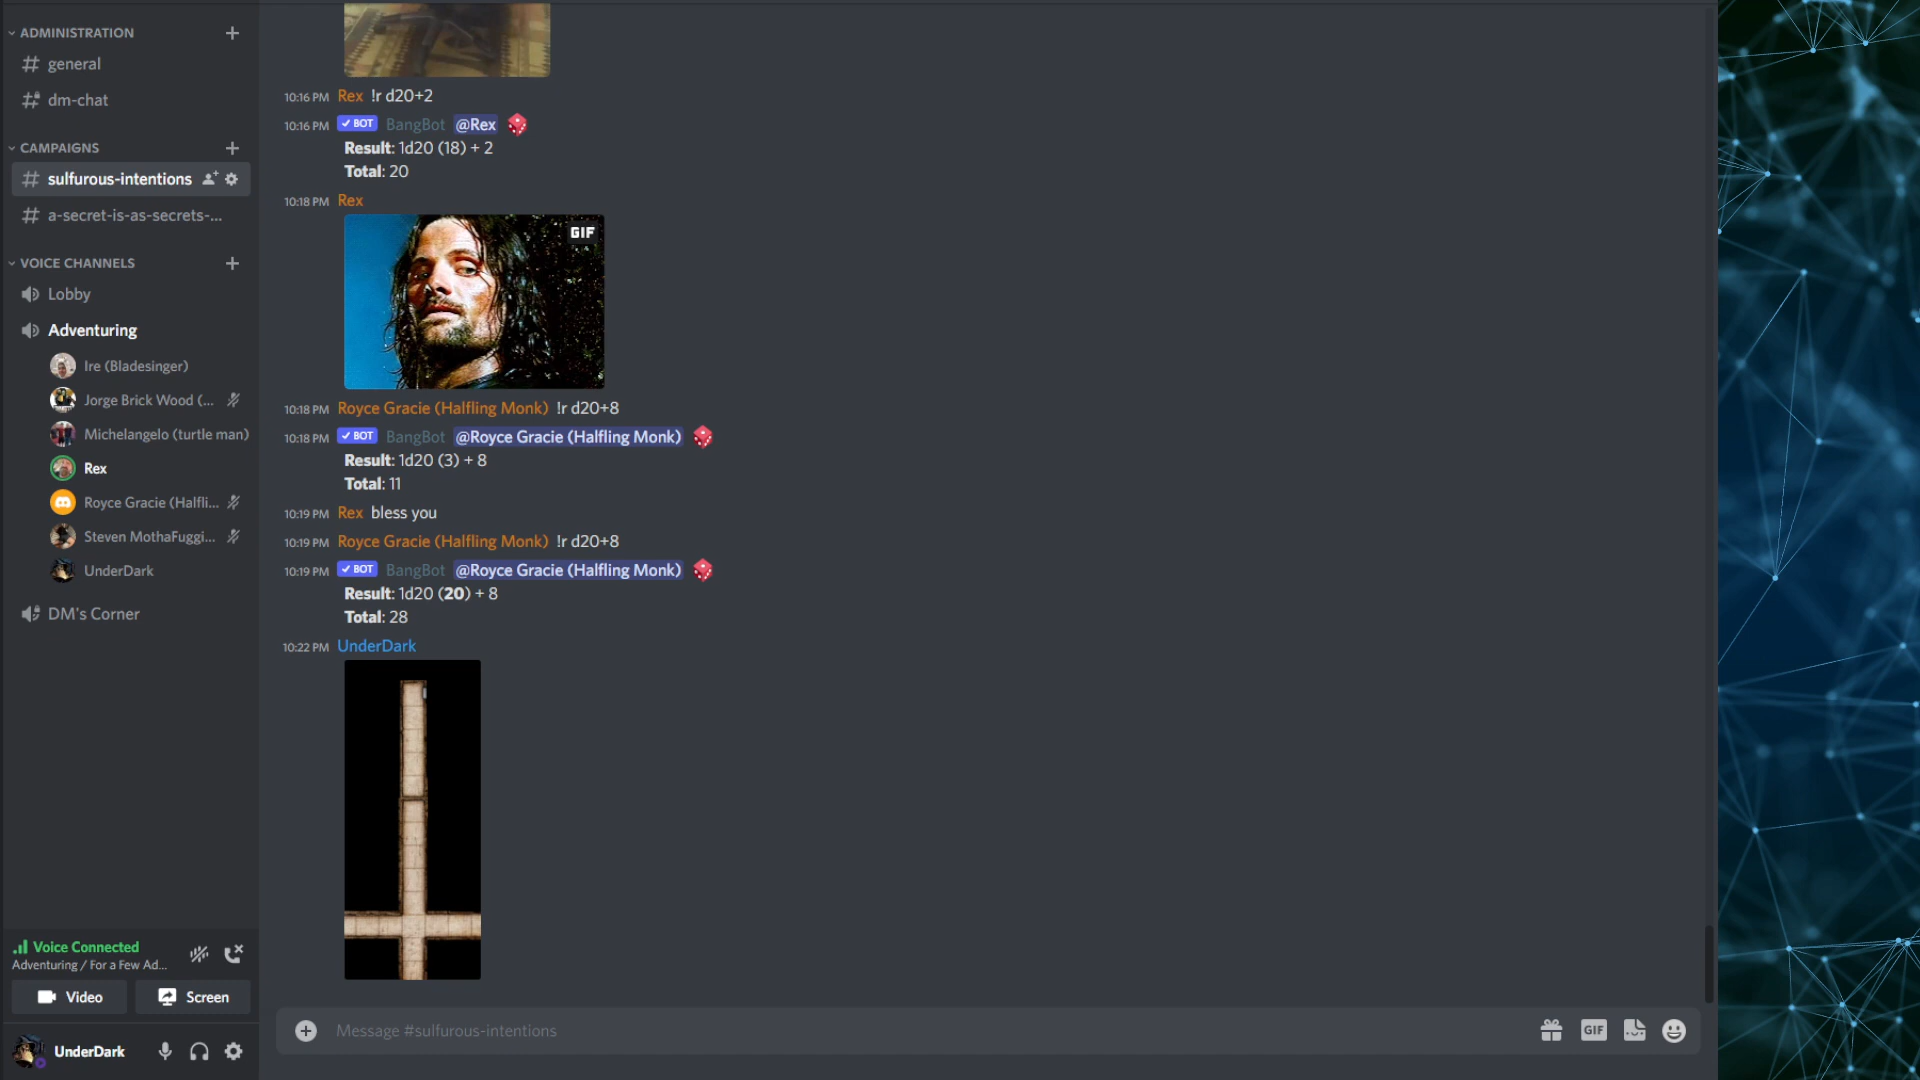 ADMINISTRATION
general
dm-chat
CAMPAIGNS
sulfurous-intentions
a-secret-is-as-secrets-...
VOICE CHANNELS
Lobby
Adventuring
Ire (Bladesinger)
Jorge Brick Wood (...
Michelangelo (turtle man)
Rex
Royce Gracie (Halfli...
Steven MothaFuggi...
UnderDark
DM's Corner
Voice Connected
Adventuring / For a Few Ad...
Video Screen
UnderDark
10:16 PM Rex !r d20+2
10:16 PM ✓ BOT BangBot @Rex
Result: 1d20 (18) + 2
Total: 20
10:18 PM Rex
GIF
10:18 PM Royce Gracie (Halfling Monk) !r d20+8
10:18 PM ✓ BOT BangBot @Royce Gracie (Halfling Monk)
Result: 1d20 (3) + 8
Total: 11
10:19 PM Rex bless you
10:19 PM Royce Gracie (Halfling Monk) !r d20+8
10:19 PM ✓ BOT BangBot @Royce Gracie (Halfling Monk)
Result: 1d20 (20) + 8
Total: 28
10:22 PM UnderDark
Message #sulfurous-intentions
GIF